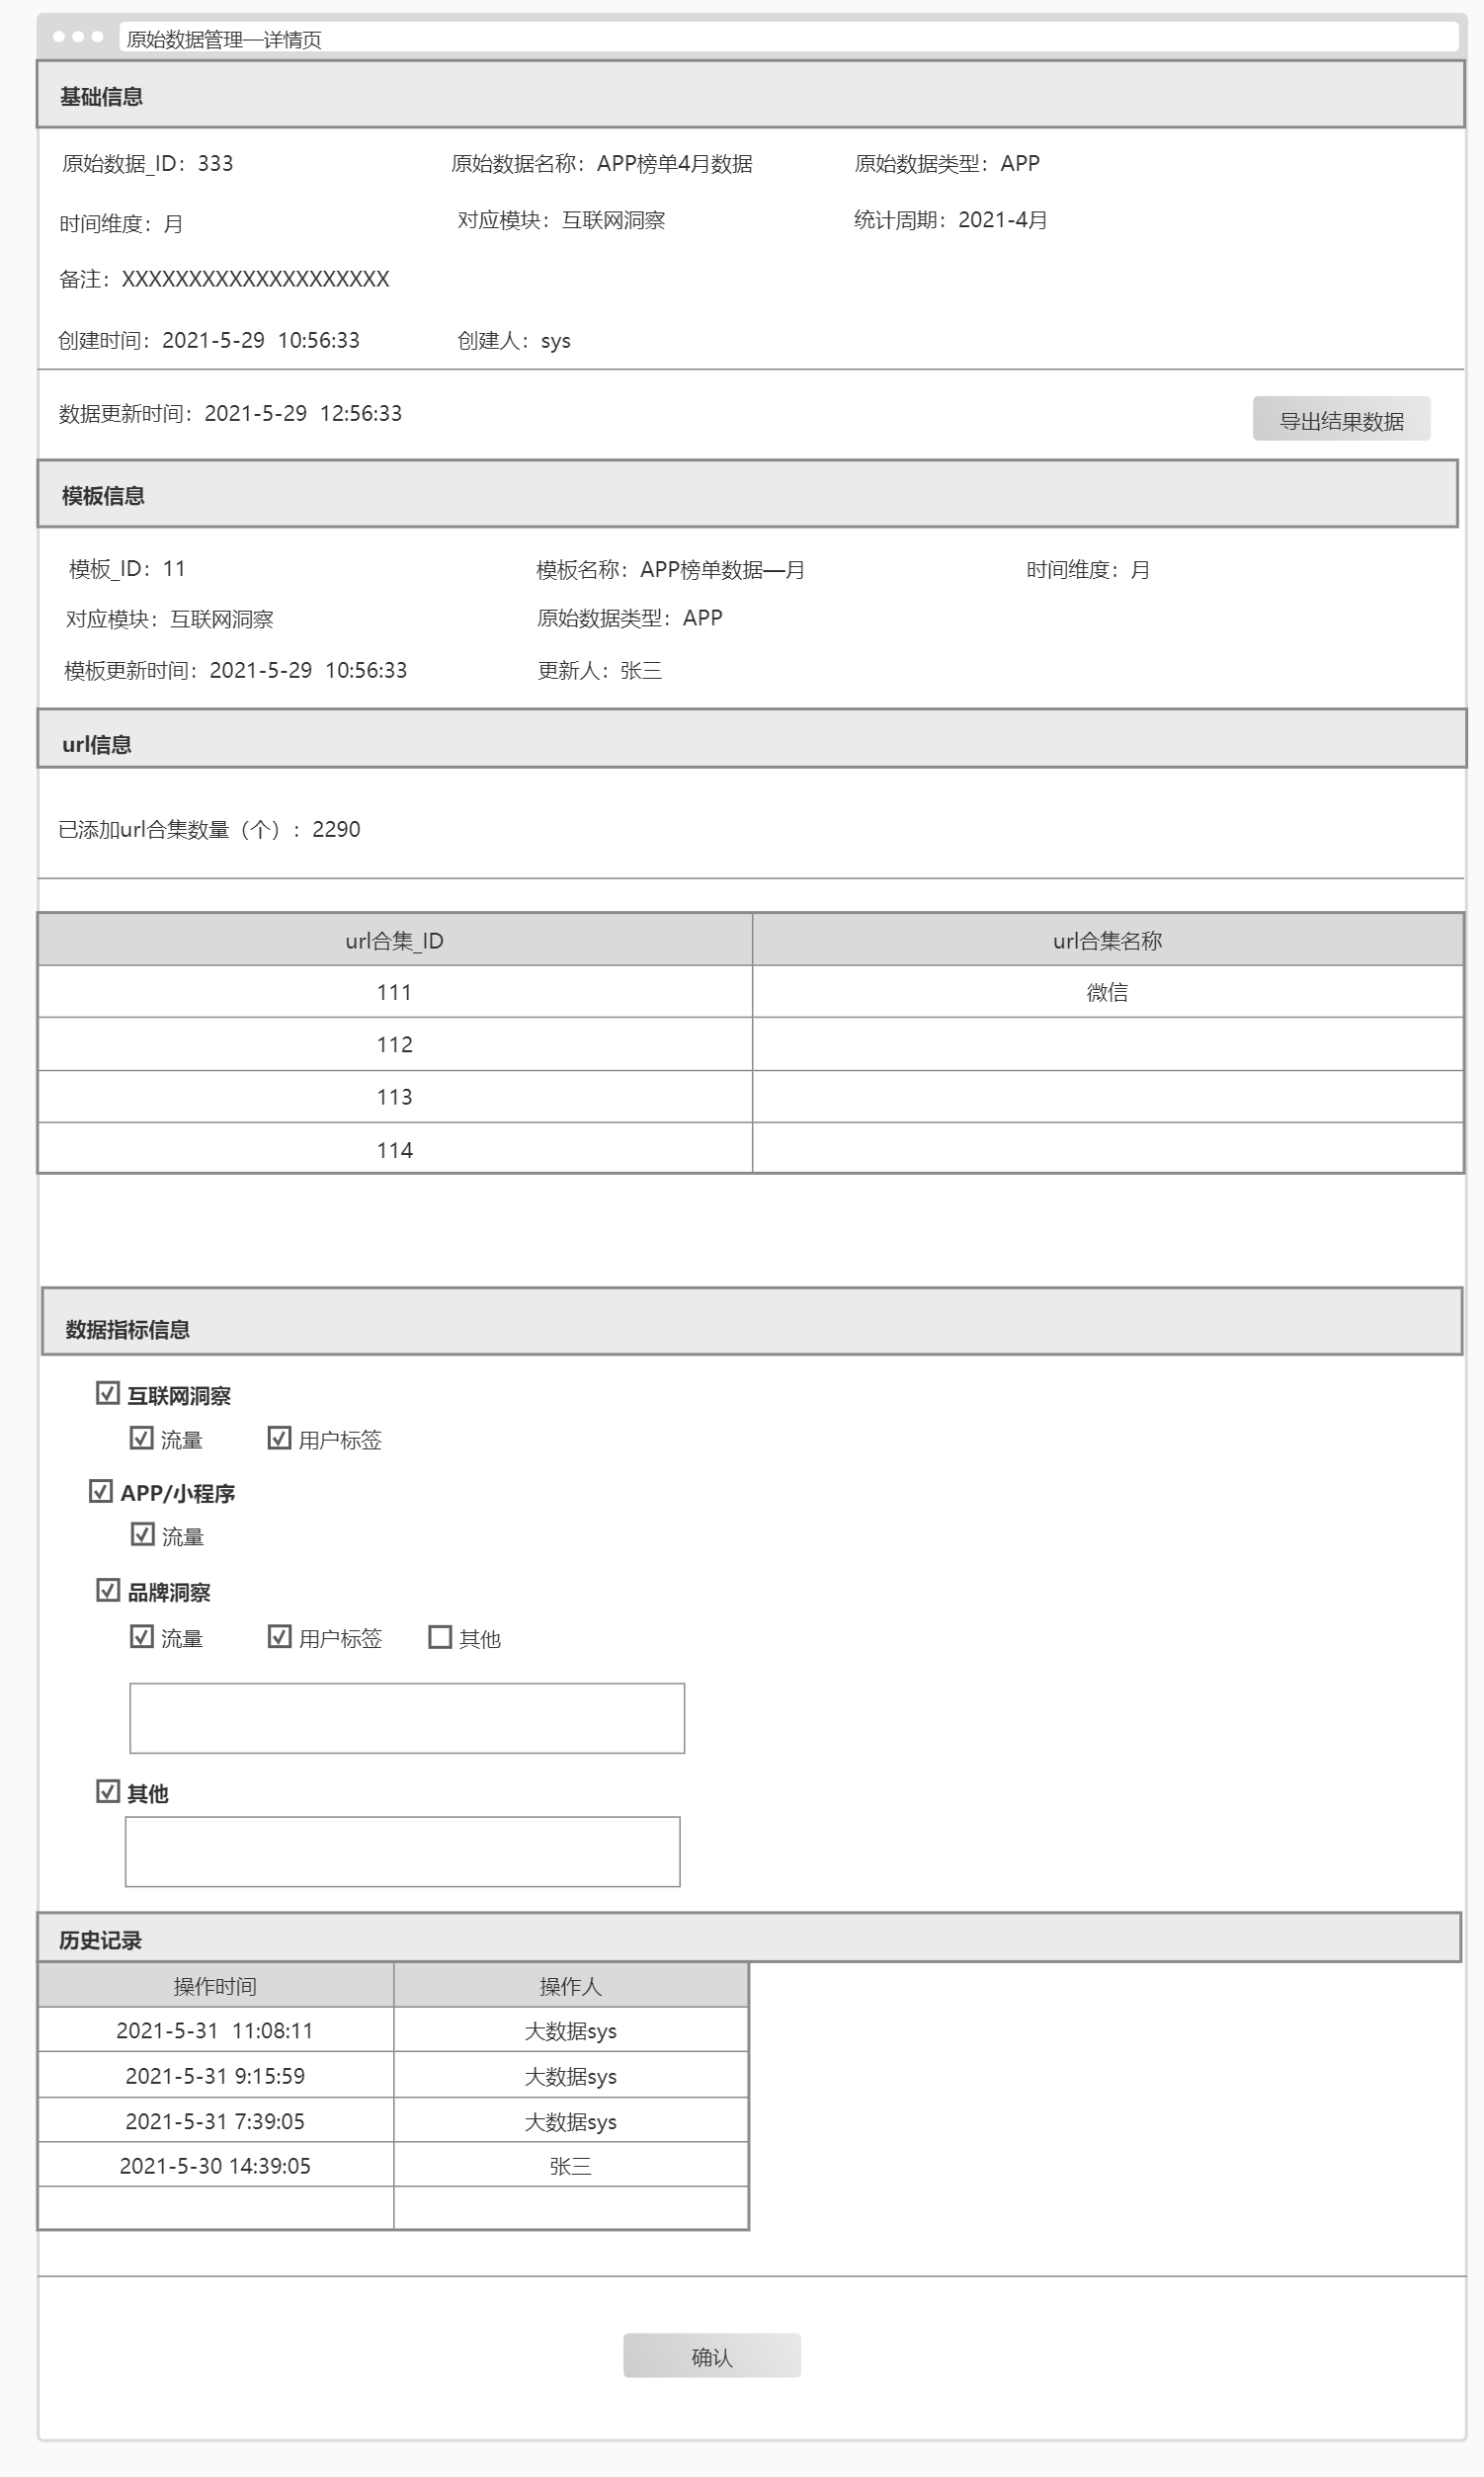 原始数据管理—详情页
基础信息
原始数据_ID：333 原始数据名称：APP榜单4月数据 原始数据类型：APP
时间维度：月 对应模块：互联网洞察 统计周期：2021-4月
备注：XXXXXXXXXXXXXXXXXXXX
创建时间：2021-5-29 10:56:33 创建人：sys
数据更新时间：2021-5-29 12:56:33 导出结果数据
模板信息
模板_ID：11 模板名称：APP榜单数据—月 时间维度：月
对应模块：互联网洞察 原始数据类型：APP
模板更新时间：2021-5-29 10:56:33 更新人：张三
url信息
已添加url合集数量（个）：2290
url合集_ID url合集名称
111 微信
112
113
114
数据指标信息
互联网洞察
流量 用户标签
APP/小程序
流量
品牌洞察
流量 用户标签 其他
其他
历史记录
操作时间 操作人
2021-5-31 11:08:11 大数据sys
2021-5-31 9:15:59 大数据sys
2021-5-31 7:39:05 大数据sys
2021-5-30 14:39:05 张三
确认